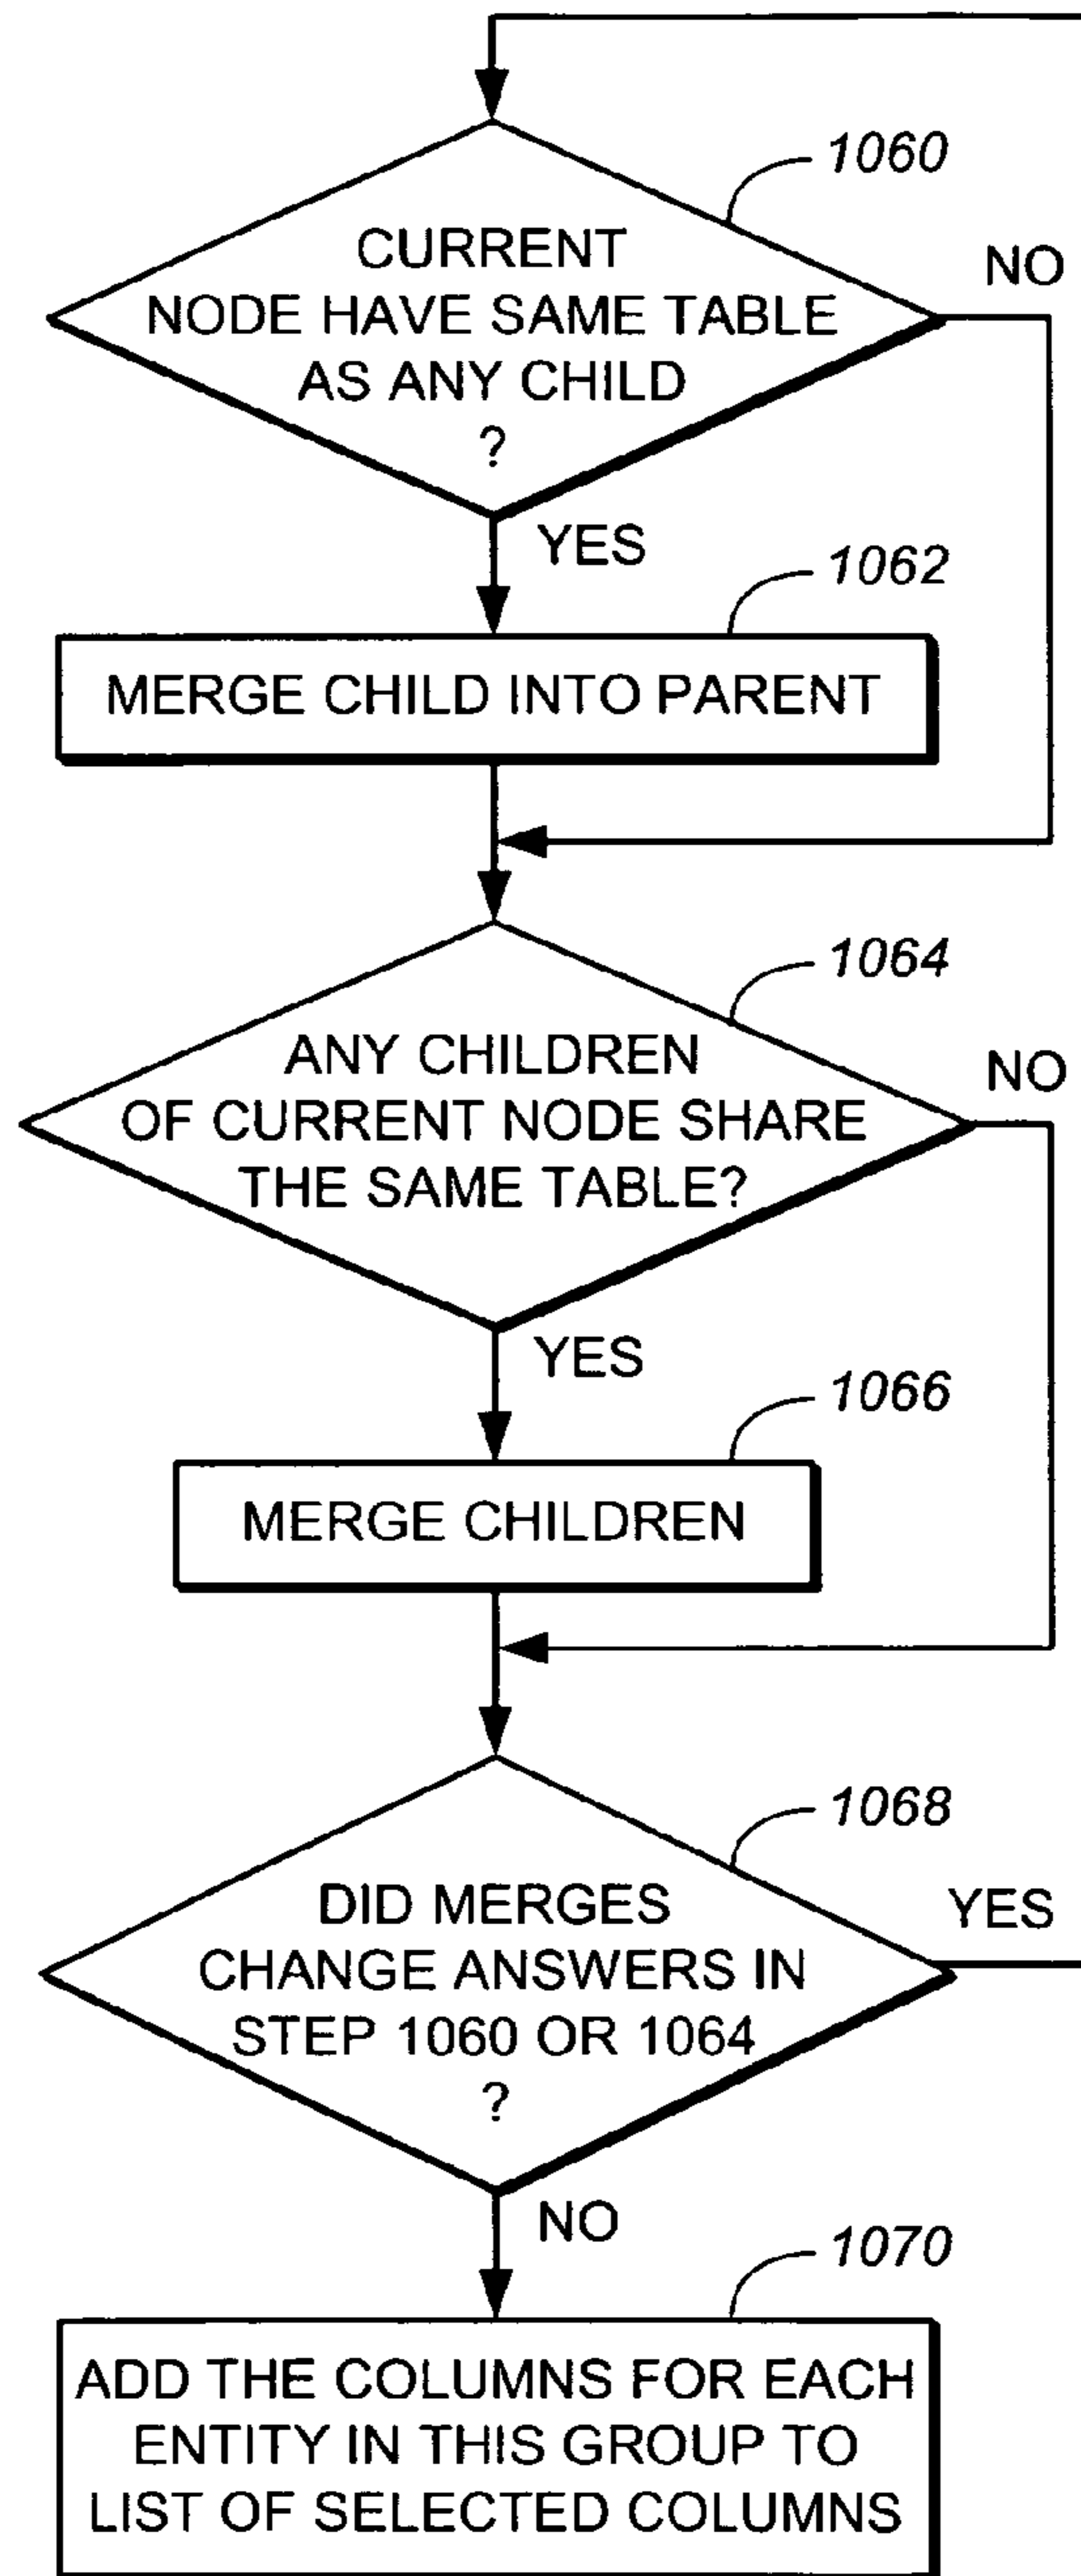 1060
CURRENT
NODE HAVE SAME TABLE
AS ANY CHILD
?
NO
YES
1062
MERGE CHILD INTO PARENT
1064
ANY CHILDREN
OF CURRENT NODE SHARE
THE SAME TABLE?
NO
YES
1066
MERGE CHILDREN
1068
DID MERGES
CHANGE ANSWERS IN
STEP 1060 OR 1064
?
YES
NO
1070
ADD THE COLUMNS FOR EACH
ENTITY IN THIS GROUP TO
LIST OF SELECTED COLUMNS